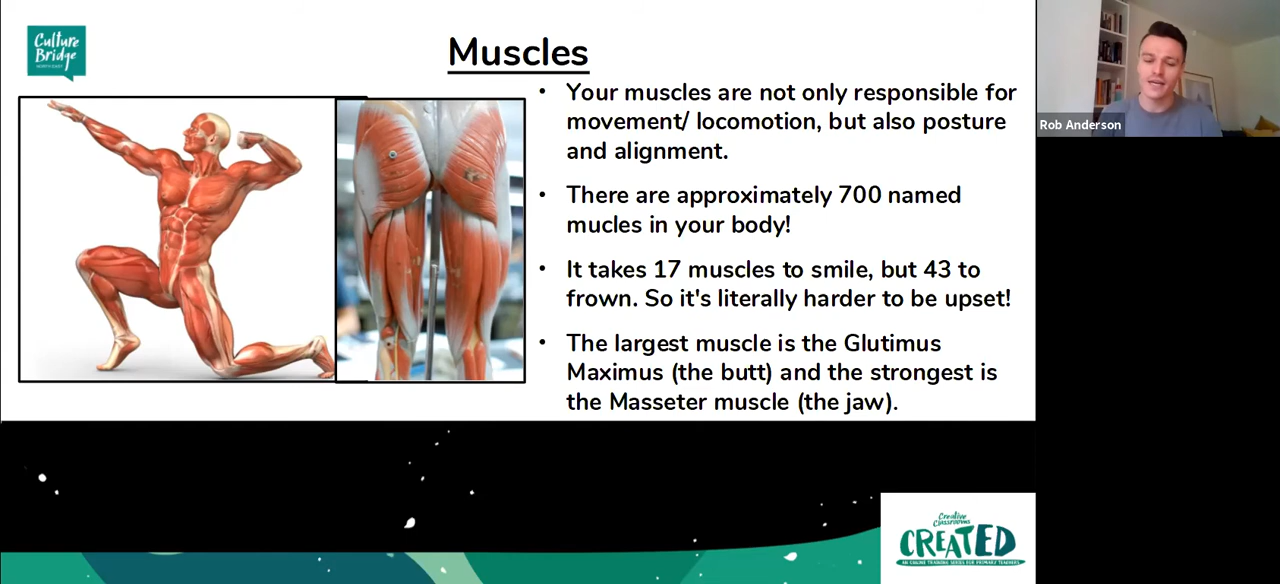 Culture
Bridge
NORTH EAST
Muscles
• Your muscles are not only responsible for
movement/ locomotion, but also posture
and alignment.
• There are approximately 700 named
mucles in your body!
• It takes 17 muscles to smile, but 43 to
frown. So it's literally harder to be upset!
• The largest muscle is the Glutimus
Maximus (the butt) and the strongest is
the Masseter muscle (the jaw).
Rob Anderson
Creative
Classrooms
CREATED
AN ONLINE TRAINING SERIES FOR PRIMARY TEACHERS